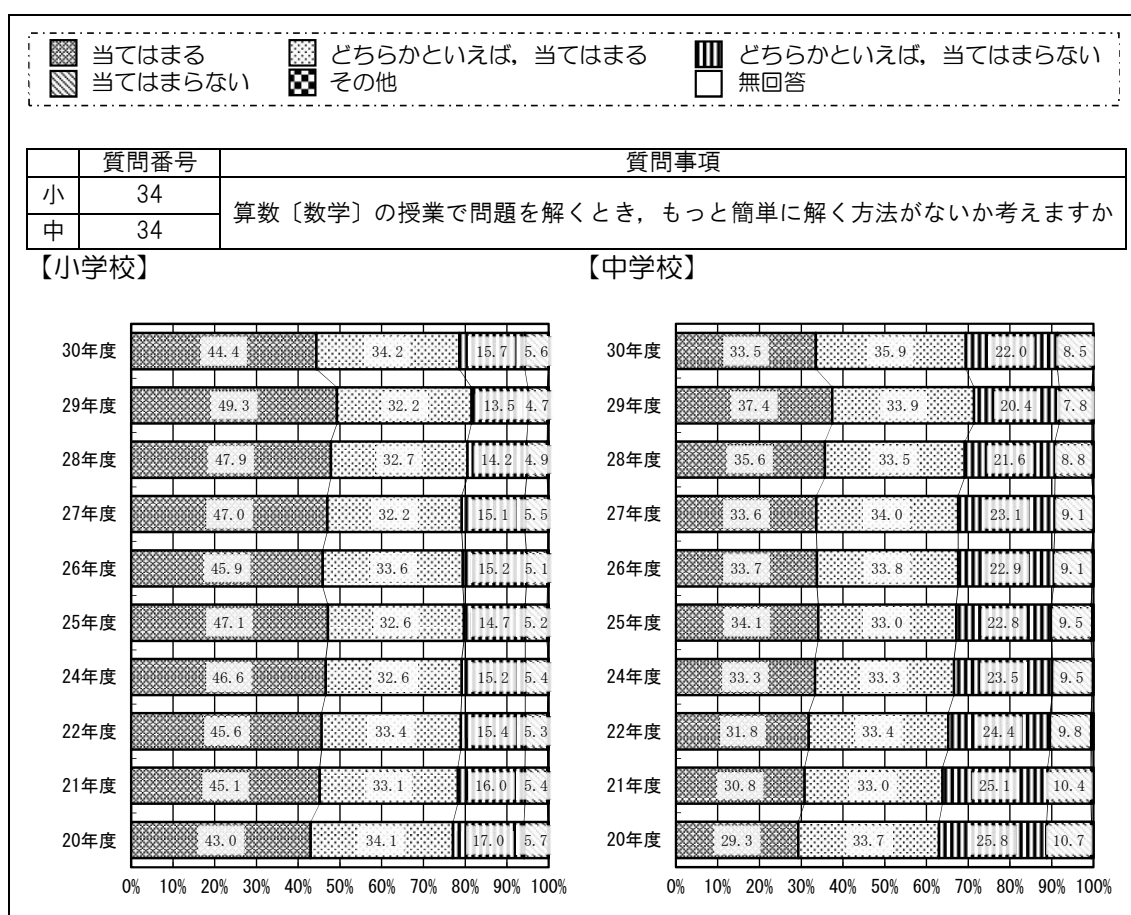 当てはまる どちらかといえば，当てはまる どちらかといえば，当てはまらない
当てはまらない その他 無回答
質問番号 質問事項
小 34
算数〔数学〕の授業で問題を解くとき，もっと簡単に解く方法がないか考えますか
中 34
【小学校】
30年度 44.4 34.2 15.7 5.6
29年度 49.3 32.2 13.5 4.7
28年度 47.9 32.7 14.2 4.9
27年度 47.0 32.2 15.1 5.5
26年度 45.9 33.6 15.2 5.1
25年度 47.1 32.6 14.7 5.2
24年度 46.6 32.6 15.2 5.4
22年度 45.6 33.4 15.4 5.3
21年度 45.1 33.1 16.0 5.4
20年度 43.0 34.1 17.0 5.7
0% 10% 20% 30% 40% 50% 60% 70% 80% 90% 100%
【中学校】
30年度 33.5 35.9 22.0 8.5
29年度 37.4 33.9 20.4 7.8
28年度 35.6 33.5 21.6 8.8
27年度 33.6 34.0 23.1 9.1
26年度 33.7 33.8 22.9 9.1
25年度 34.1 33.0 22.8 9.5
24年度 33.3 33.3 23.5 9.5
22年度 31.8 33.4 24.4 9.8
21年度 30.8 33.0 25.1 10.4
20年度 29.3 33.7 25.8 10.7
0% 10% 20% 30% 40% 50% 60% 70% 80% 90% 100%